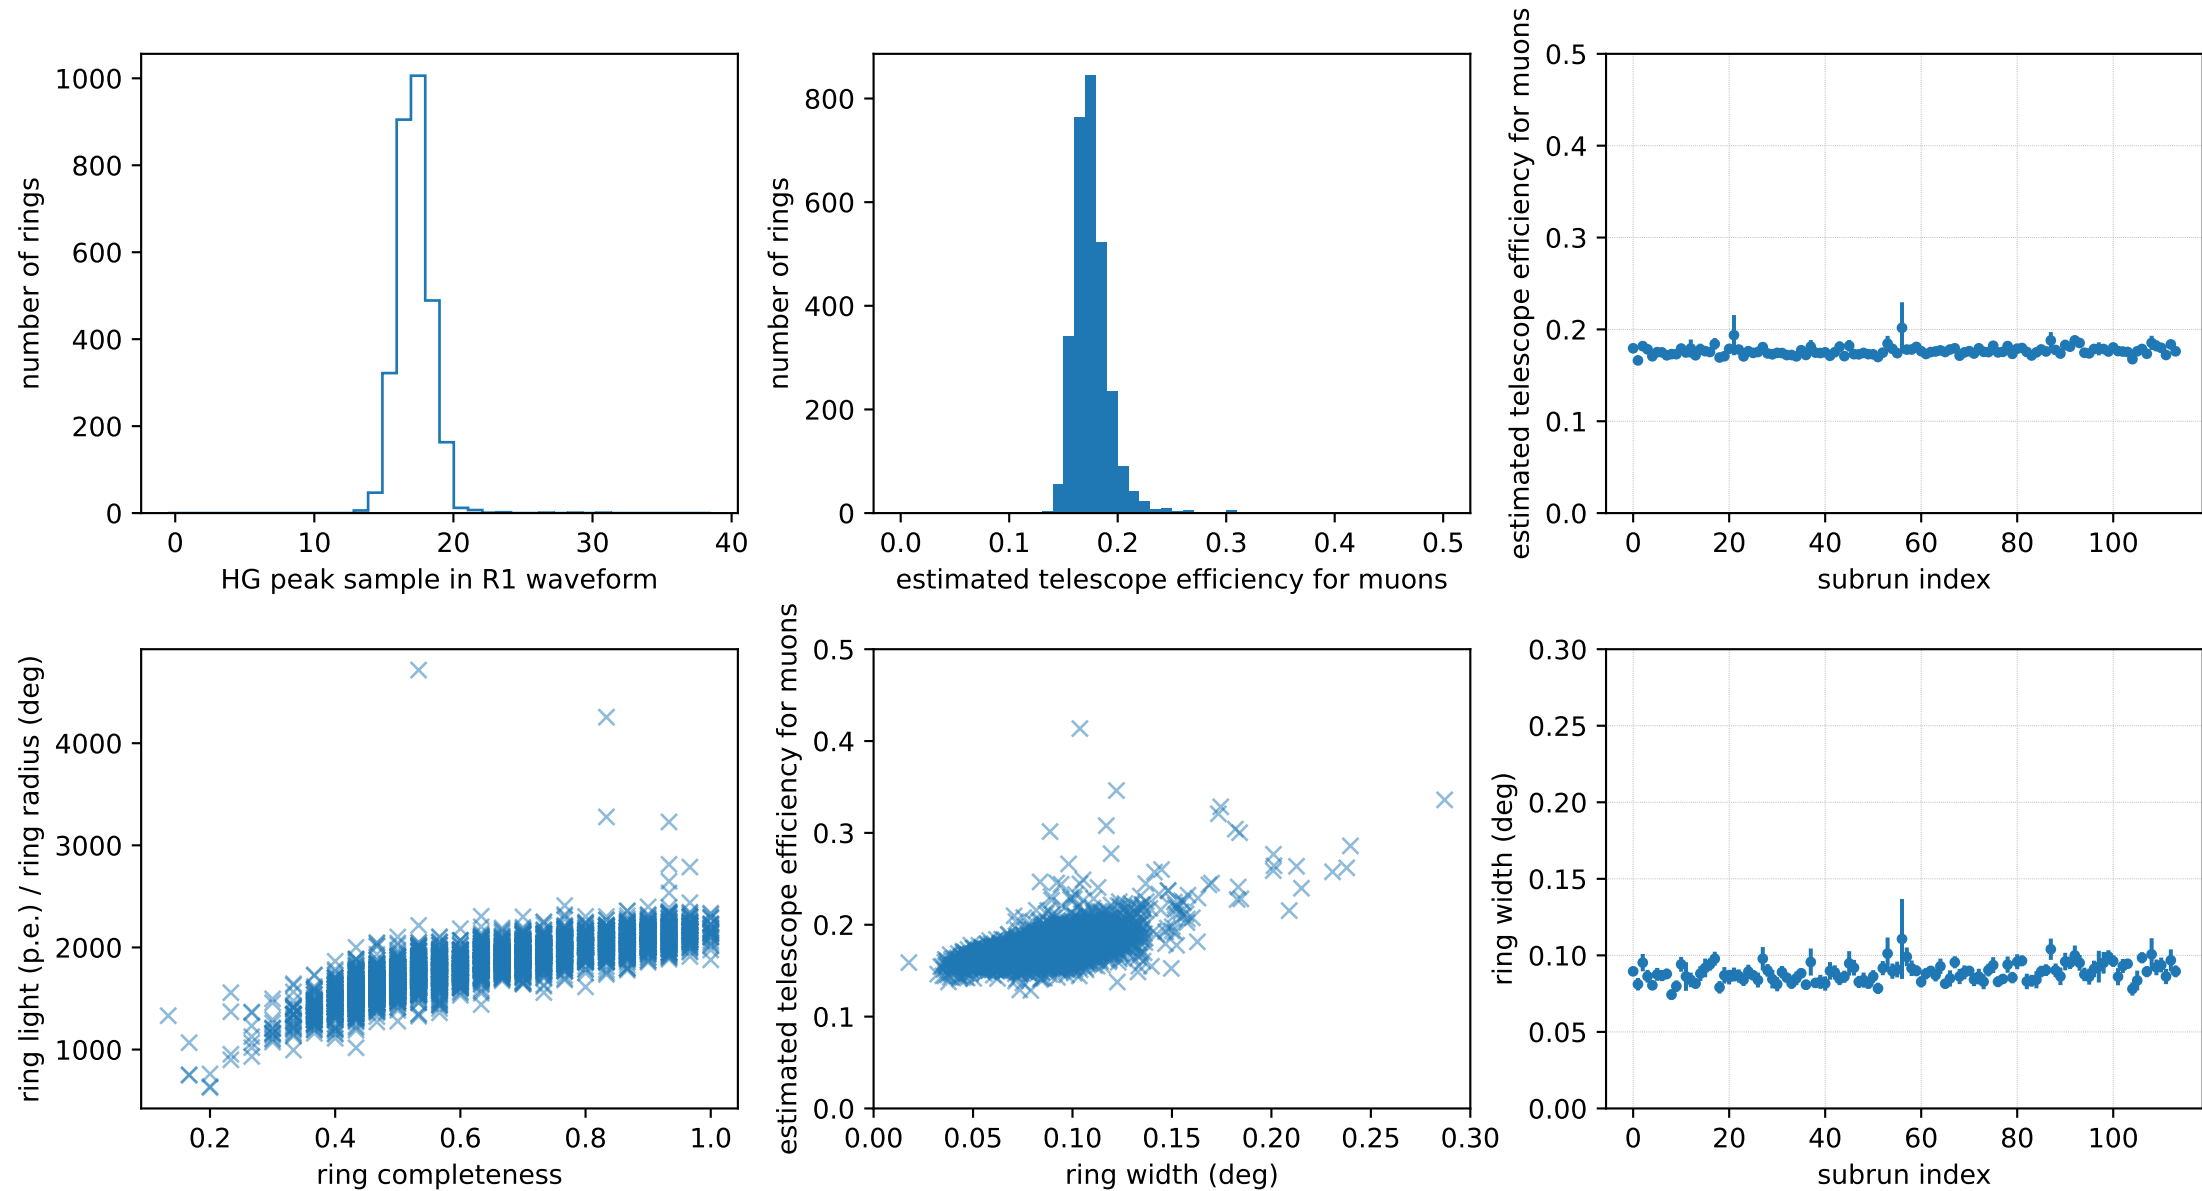 1000
800
600
400
200
0
number of rings
0 10 20 30 40
HG peak sample in R1 waveform
800
600
400
200
0
number of rings
0.0 0.1 0.2 0.3 0.4 0.5
estimated telescope efficiency for muons
0.5
0.4
0.3
0.2
0.1
0.0
estimated telescope efficiency for muons
0 20 40 60 80 100
subrun index
4000
3000
2000
1000
ring light (p.e.) / ring radius (deg)
0.2 0.4 0.6 0.8 1.0
ring completeness
0.5
0.4
0.3
0.2
0.1
0.0
estimated telescope efficiency for muons
0.00 0.05 0.10 0.15 0.20 0.25 0.30
ring width (deg)
0.30
0.25
0.20
0.15
0.10
0.05
0.00
ring width (deg)
0 20 40 60 80 100
subrun index